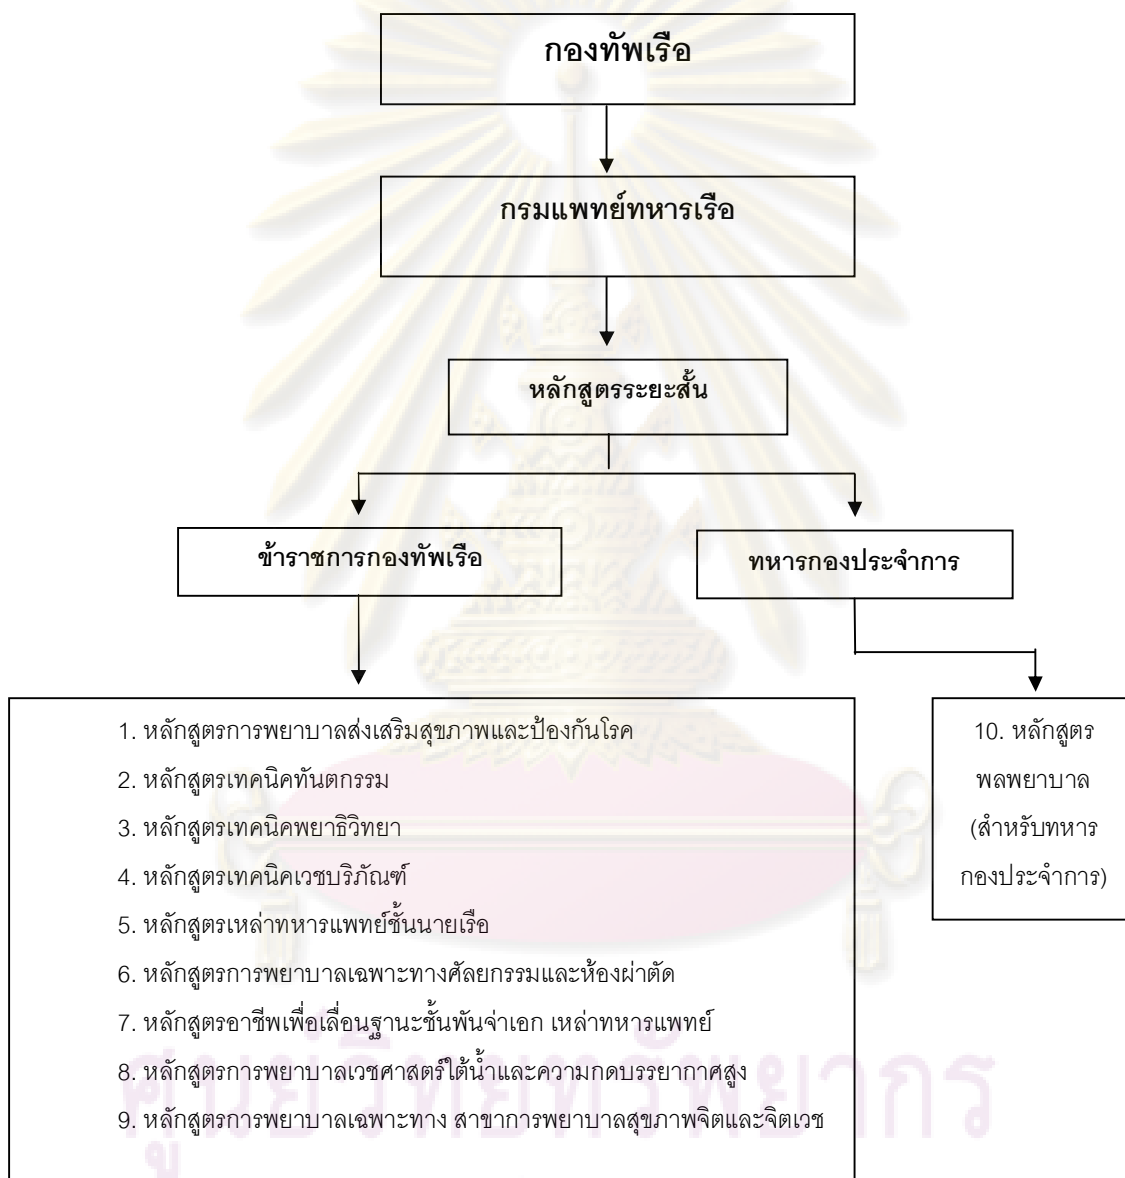 กองทัพเรือ
กรมแพทย์ทหารเรือ
หลักสูตรระยะสั้น
ข้าราชการกองทัพเรือ
ทหารกองประจำการ
1. หลักสูตรการพยาบาลส่งเสริมสุขภาพและป้องกันโรค
2. หลักสูตรเทคนิคทันตกรรม
3. หลักสูตรเทคนิคพยาธิวิทยา
4. หลักสูตรเทคนิคเวชบริภัณฑ์
5. หลักสูตรเหล่าทหารแพทย์ชั้นนายเรือ
6. หลักสูตรการพยาบาลเฉพาะทางศัลยกรรมและห้องผ่าตัด
7. หลักสูตรอาชีพเพื่อเลื่อนฐานะชั้นพันจ่าเอก เหล่าทหารแพทย์
8. หลักสูตรการพยาบาลเวชศาสตร์ใต้น้ำและความกดบรรยากาศสูง
9. หลักสูตรการพยาบาลเฉพาะทาง สาขาการพยาบาลสุขภาพจิตและจิตเวช
10. หลักสูตร
พลพยาบาล
(สำหรับทหาร
กองประจำการ)
ศูนย์วิทยทรัพยากร